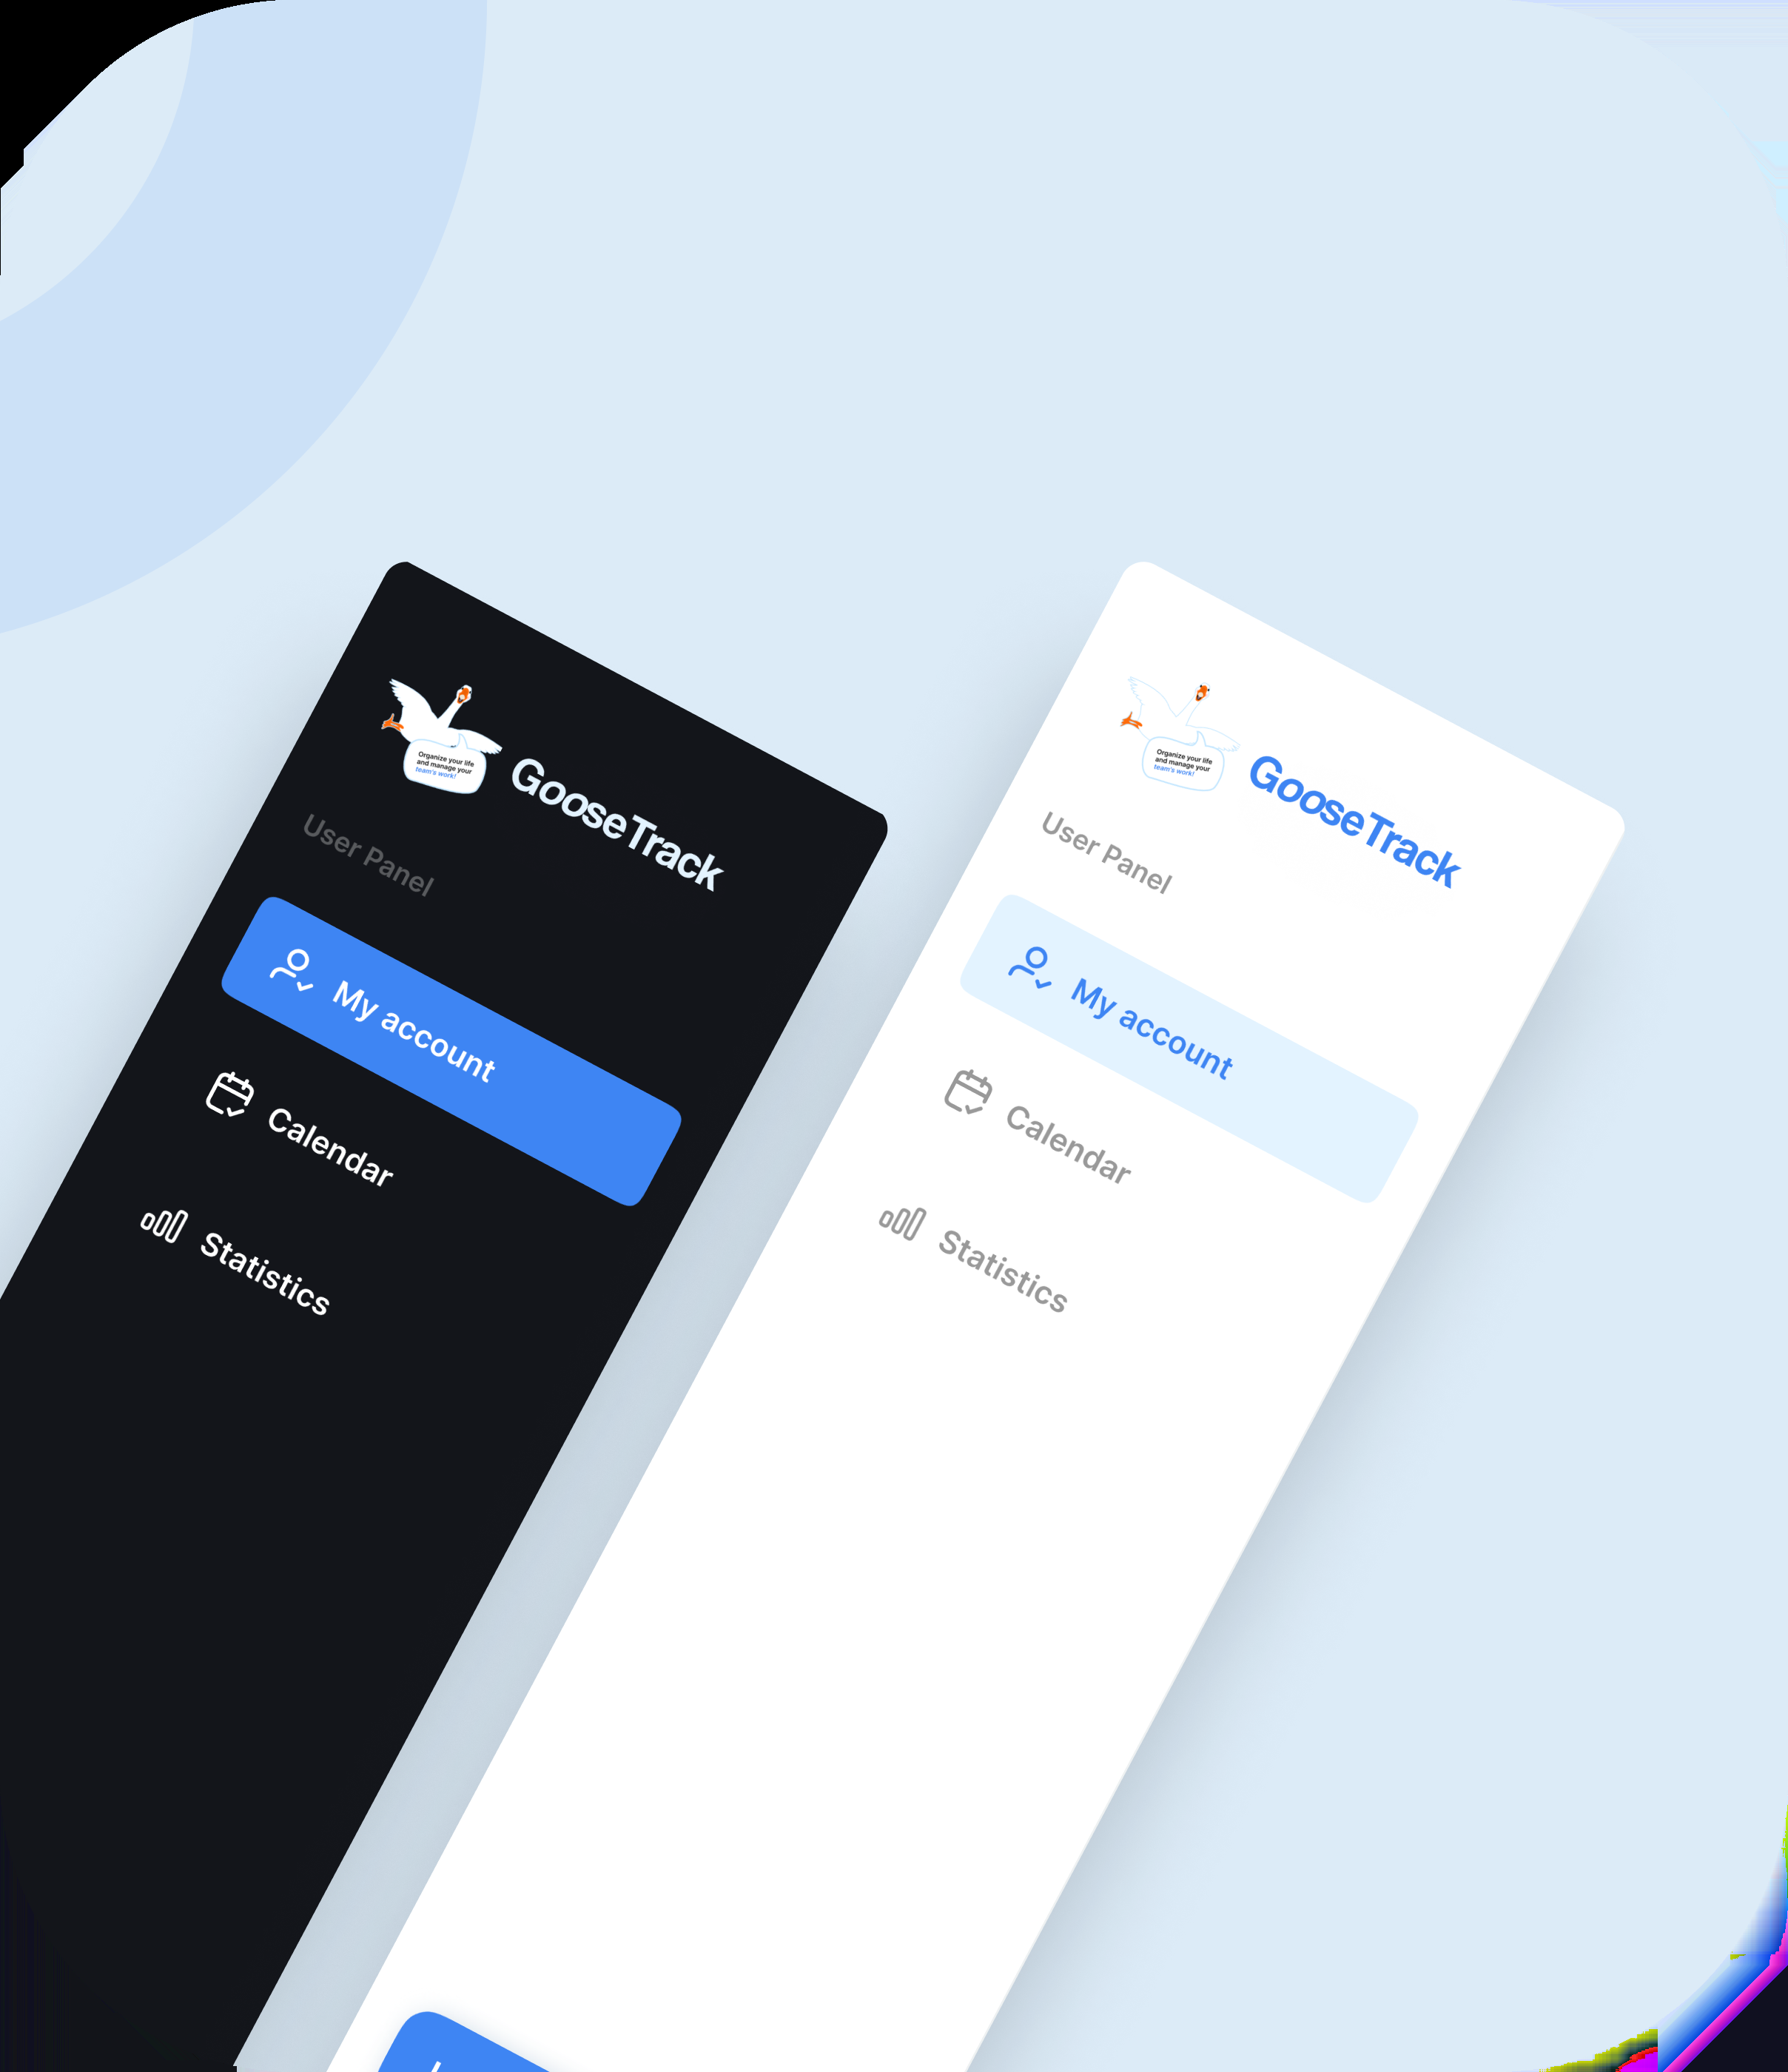 Organize your life
and manage your
team's work!
GooseTrack
User Panel
My account
Calendar
Statistics
Organize your life
and manage your
team's work!
GooseTrack
User Panel
My account
Calendar
Statistics